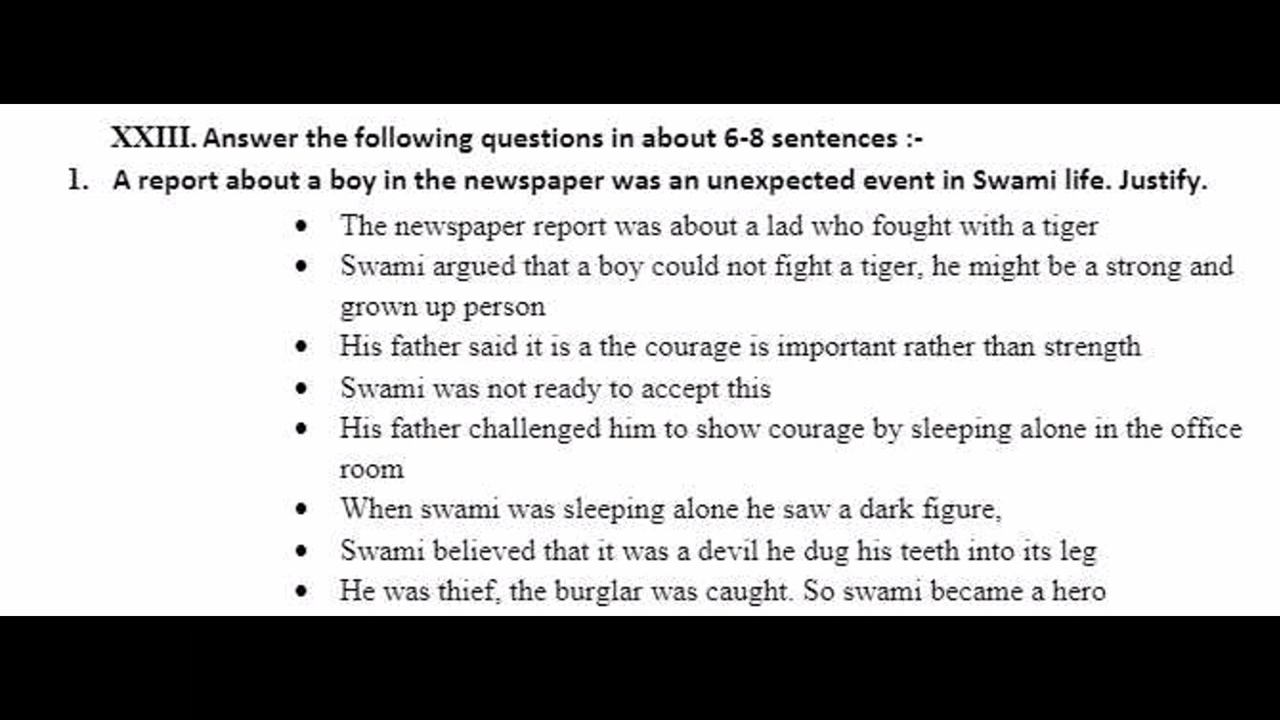 XXIII. Answer the following questions in about 6-8 sentences :-
1. A report about a boy in the newspaper was an unexpected event in Swami life. Justify.
• The newspaper report was about a lad who fought with a tiger
• Swami argued that a boy could not fight a tiger, he might be a strong and
grown up person
• His father said it is a the courage is important rather than strength
• Swami was not ready to accept this
• His father challenged him to show courage by sleeping alone in the office
room
• When swami was sleeping alone he saw a dark figure,
• Swami believed that it was a devil he dug his teeth into its leg
• He was thief, the burglar was caught. So swami became a hero